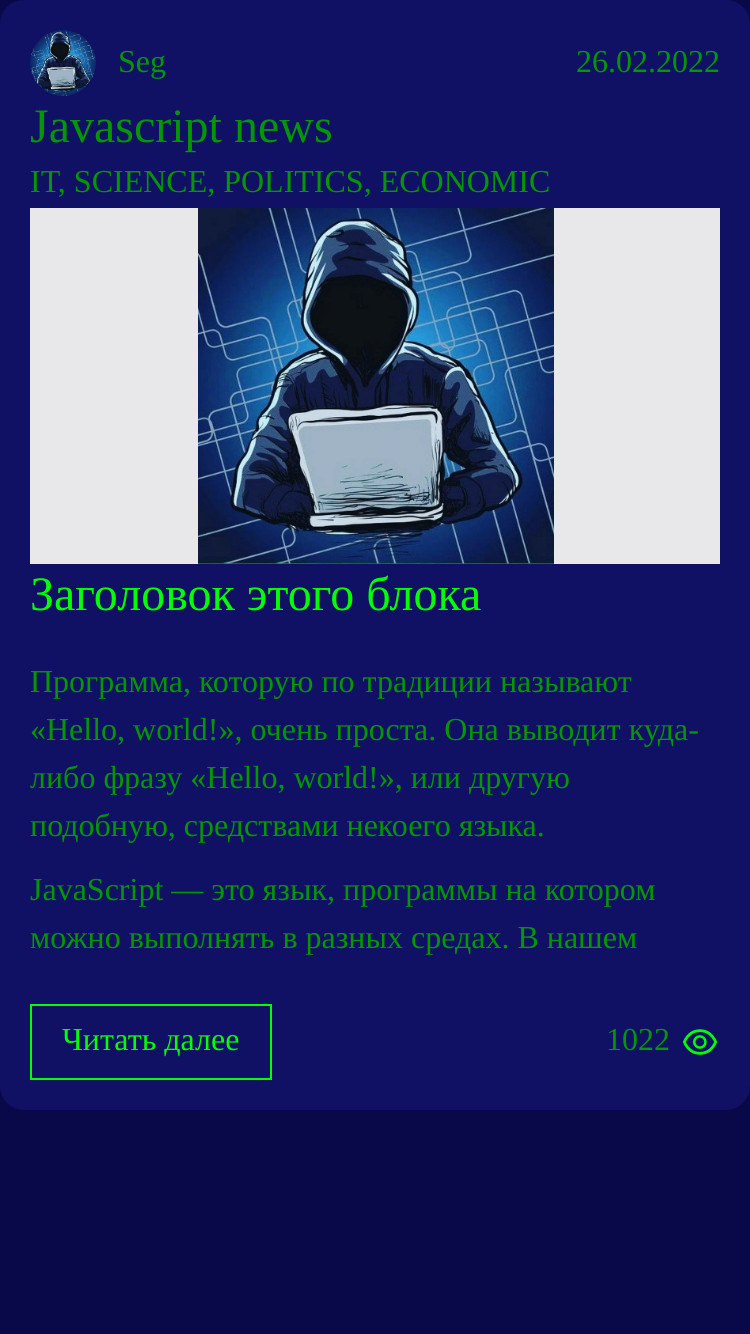 Seg 26.02.2022
Javascript news
IT, SCIENCE, POLITICS, ECONOMIC
Заголовок этого блока
Программа, которую по традиции называют
«Hello, world!», очень проста. Она выводит куда-
либо фразу «Hello, world!», или другую
подобную, средствами некоего языка.
JavaScript — это язык, программы на котором
можно выполнять в разных средах. В нашем
Читать далее 1022